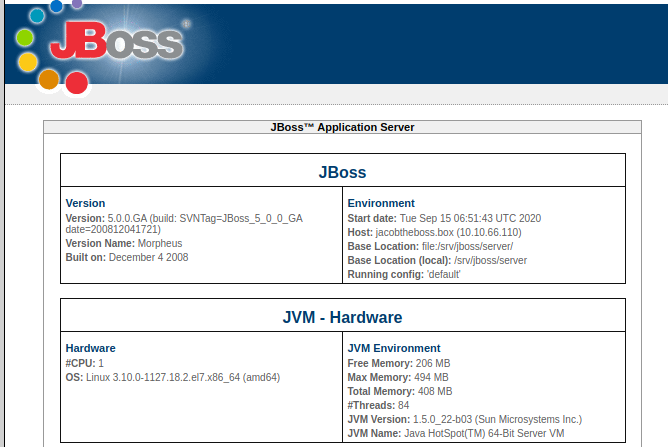 JBoss®
JBoss™ Application Server
JBoss
Version
Version: 5.0.0.GA (build: SVNTag=JBoss_5_0_0_GA
date=200812041721)
Version Name: Morpheus
Built on: December 4 2008
Environment
Start date: Tue Sep 15 06:51:43 UTC 2020
Host: jacobtheboss.box (10.10.66.110)
Base Location: file:/srv/jboss/server/
Base Location (local): /srv/jboss/server
Running config: 'default'
JVM - Hardware
Hardware
#CPU: 1
OS: Linux 3.10.0-1127.18.2.el7.x86_64 (amd64)
JVM Environment
Free Memory: 206 MB
Max Memory: 494 MB
Total Memory: 408 MB
#Threads: 84
JVM Version: 1.5.0_22-b03 (Sun Microsystems Inc.)
JVM Name: Java HotSpot(TM) 64-Bit Server VM